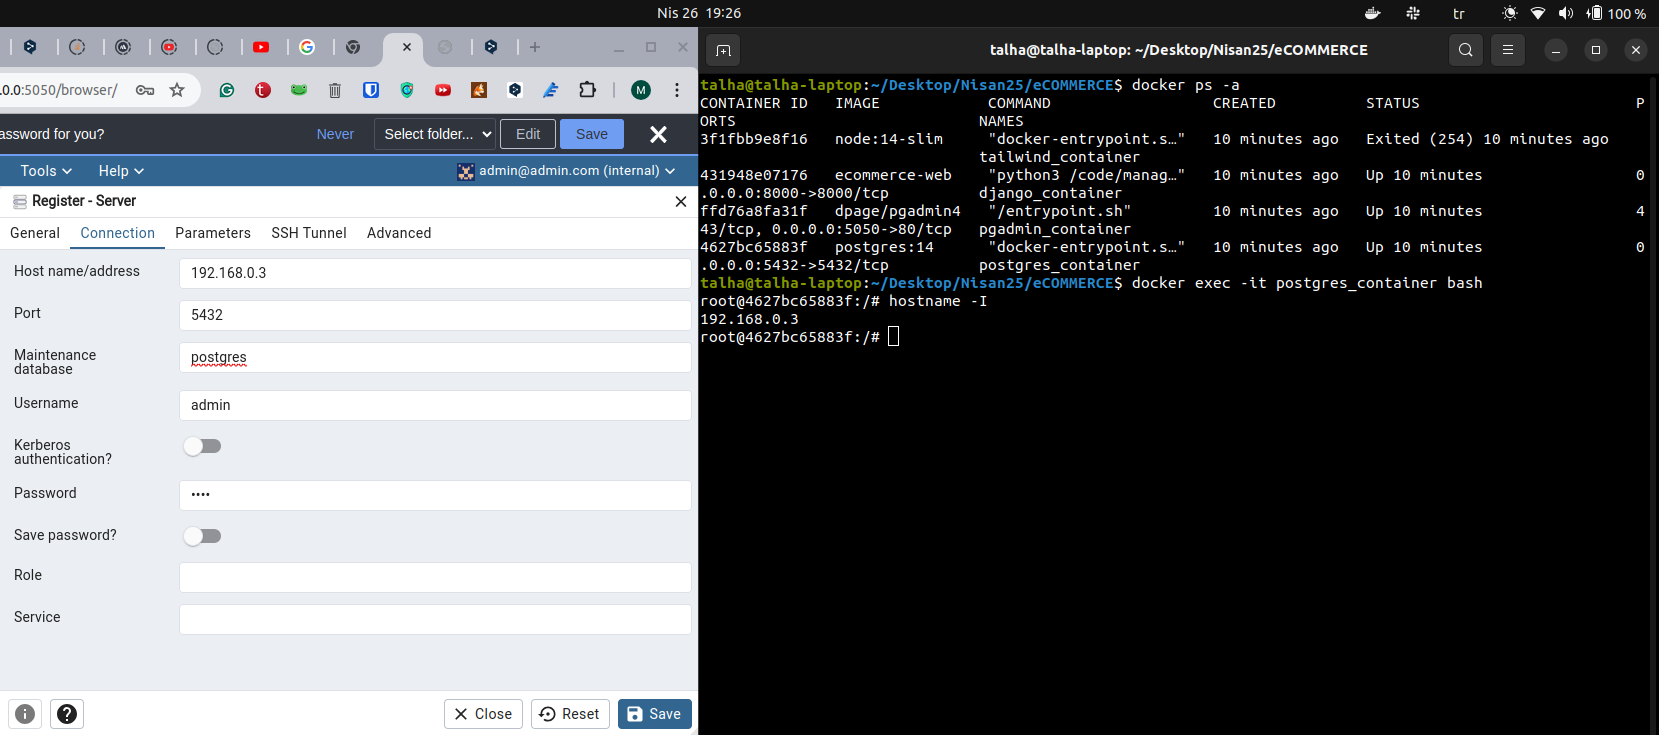 Nis 26 19:26
tr
100 %
.0.0:5050/browser/
M
assword for you?
Never
Select folder...
Edit
Save
Tools
Help
admin@admin.com (internal)
Register - Server
General
Connection
Parameters
SSH Tunnel
Advanced
Host name/address
192.168.0.3
Port
5432
Maintenance
database
postgres
Username
admin
Kerberos
authentication?
Password
••••
Save password?
Role
Service
Close
Reset
Save
talha@talha-laptop: ~/Desktop/Nisan25/eCOMMERCE
talha@talha-laptop:~/Desktop/Nisan25/eCOMMERCE$ docker ps -a
CONTAINER ID   IMAGE            COMMAND                  CREATED          STATUS                        P
ORTS                           NAMES
3f1fbb9e8f16   node:14-slim     "docker-entrypoint.s…"   10 minutes ago   Exited (254) 10 minutes ago
                               tailwind_container
431948e07176   ecommerce-web    "python3 /code/manag…"   10 minutes ago   Up 10 minutes                 0
.0.0.0:8000->8000/tcp          django_container
ffd76a8fa31f   dpage/pgadmin4   "/entrypoint.sh"         10 minutes ago   Up 10 minutes                 4
43/tcp, 0.0.0.0:5050->80/tcp   pgadmin_container
4627bc65883f   postgres:14      "docker-entrypoint.s…"   10 minutes ago   Up 10 minutes                 0
.0.0.0:5432->5432/tcp          postgres_container
talha@talha-laptop:~/Desktop/Nisan25/eCOMMERCE$ docker exec -it postgres_container bash
root@4627bc65883f:/# hostname -I
192.168.0.3
root@4627bc65883f:/#